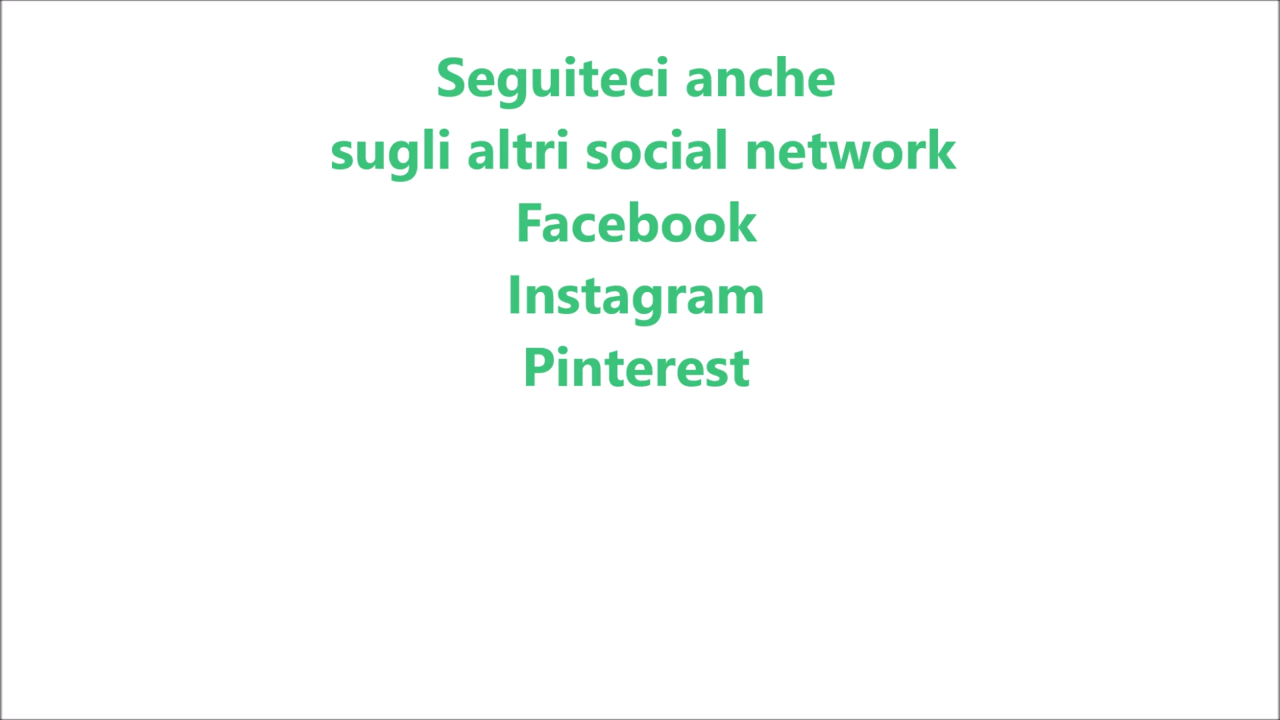 Seguiteci anche
sugli altri social network
Facebook
Instagram
Pinterest